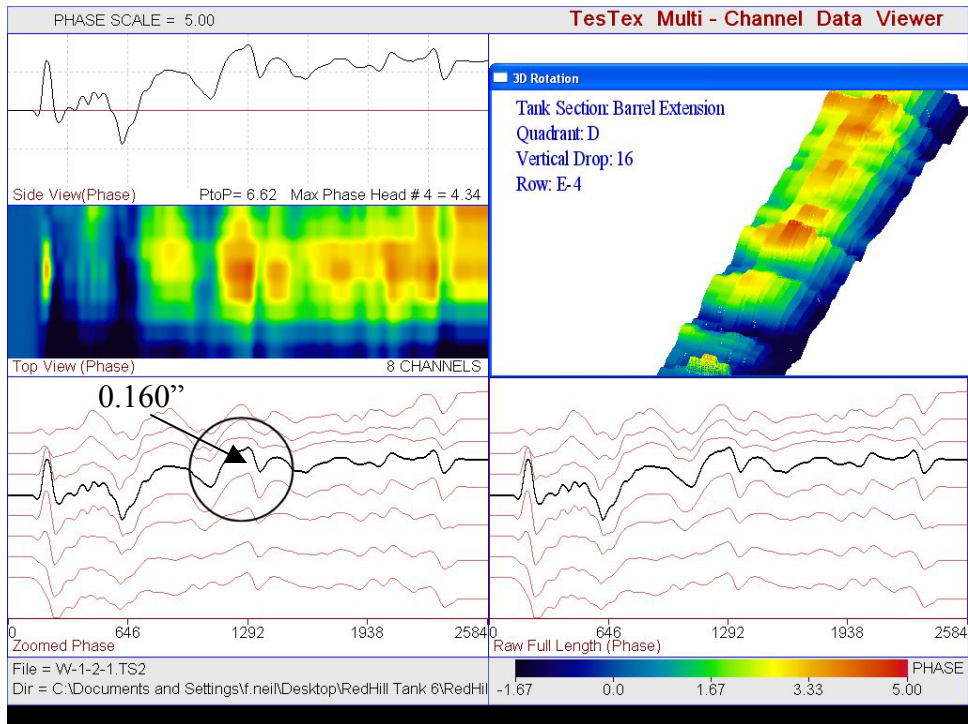 PHASE SCALE = 5.00
TesTex Multi - Channel Data Viewer
Side View(Phase) PtoP= 6.62 Max Phase Head # 4 = 4.34
3D Rotation
Tank Section: Barrel Extension
Quadrant: D
Vertical Drop: 16
Row: E-4
Top View (Phase) 8 CHANNELS
0.160”
0 646 1292 1938 2584
Zoomed Phase
0 646 1292 1938 2584
Raw Full Length (Phase)
File = W-1-2-1.TS2
Dir = C:\Documents and Settings\f.neil\Desktop\RedHill Tank 6\RedHil
PHASE
-1.67 0.0 1.67 3.33 5.00